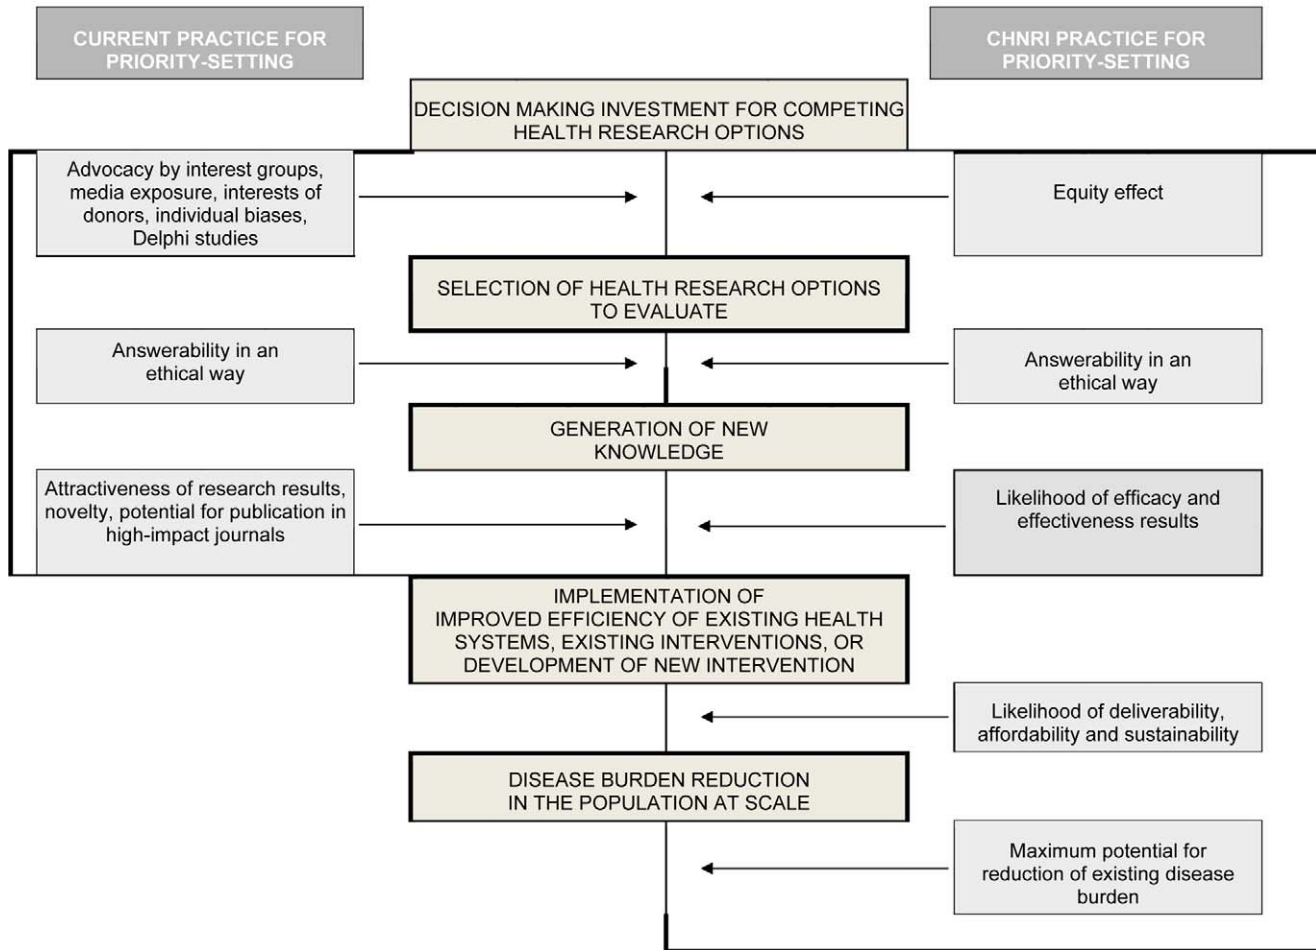 CURRENT PRACTICE FOR
PRIORITY-SETTING
CHNRI PRACTICE FOR
PRIORITY-SETTING
DECISION MAKING INVESTMENT FOR COMPETING
HEALTH RESEARCH OPTIONS
Advocacy by interest groups,
media exposure, interests of
donors, individual biases,
Delphi studies
Equity effect
SELECTION OF HEALTH RESEARCH OPTIONS
TO EVALUATE
Answerability in an
ethical way
Answerability in an
ethical way
GENERATION OF NEW
KNOWLEDGE
Attractiveness of research results,
novelty, potential for publication in
high-impact journals
Likelihood of efficacy and
effectiveness results
IMPLEMENTATION OF
IMPROVED EFFICIENCY OF EXISTING HEALTH
SYSTEMS, EXISTING INTERVENTIONS, OR
DEVELOPMENT OF NEW INTERVENTION
Likelihood of deliverability,
affordability and sustainability
DISEASE BURDEN REDUCTION
IN THE POPULATION AT SCALE
Maximum potential for
reduction of existing disease
burden